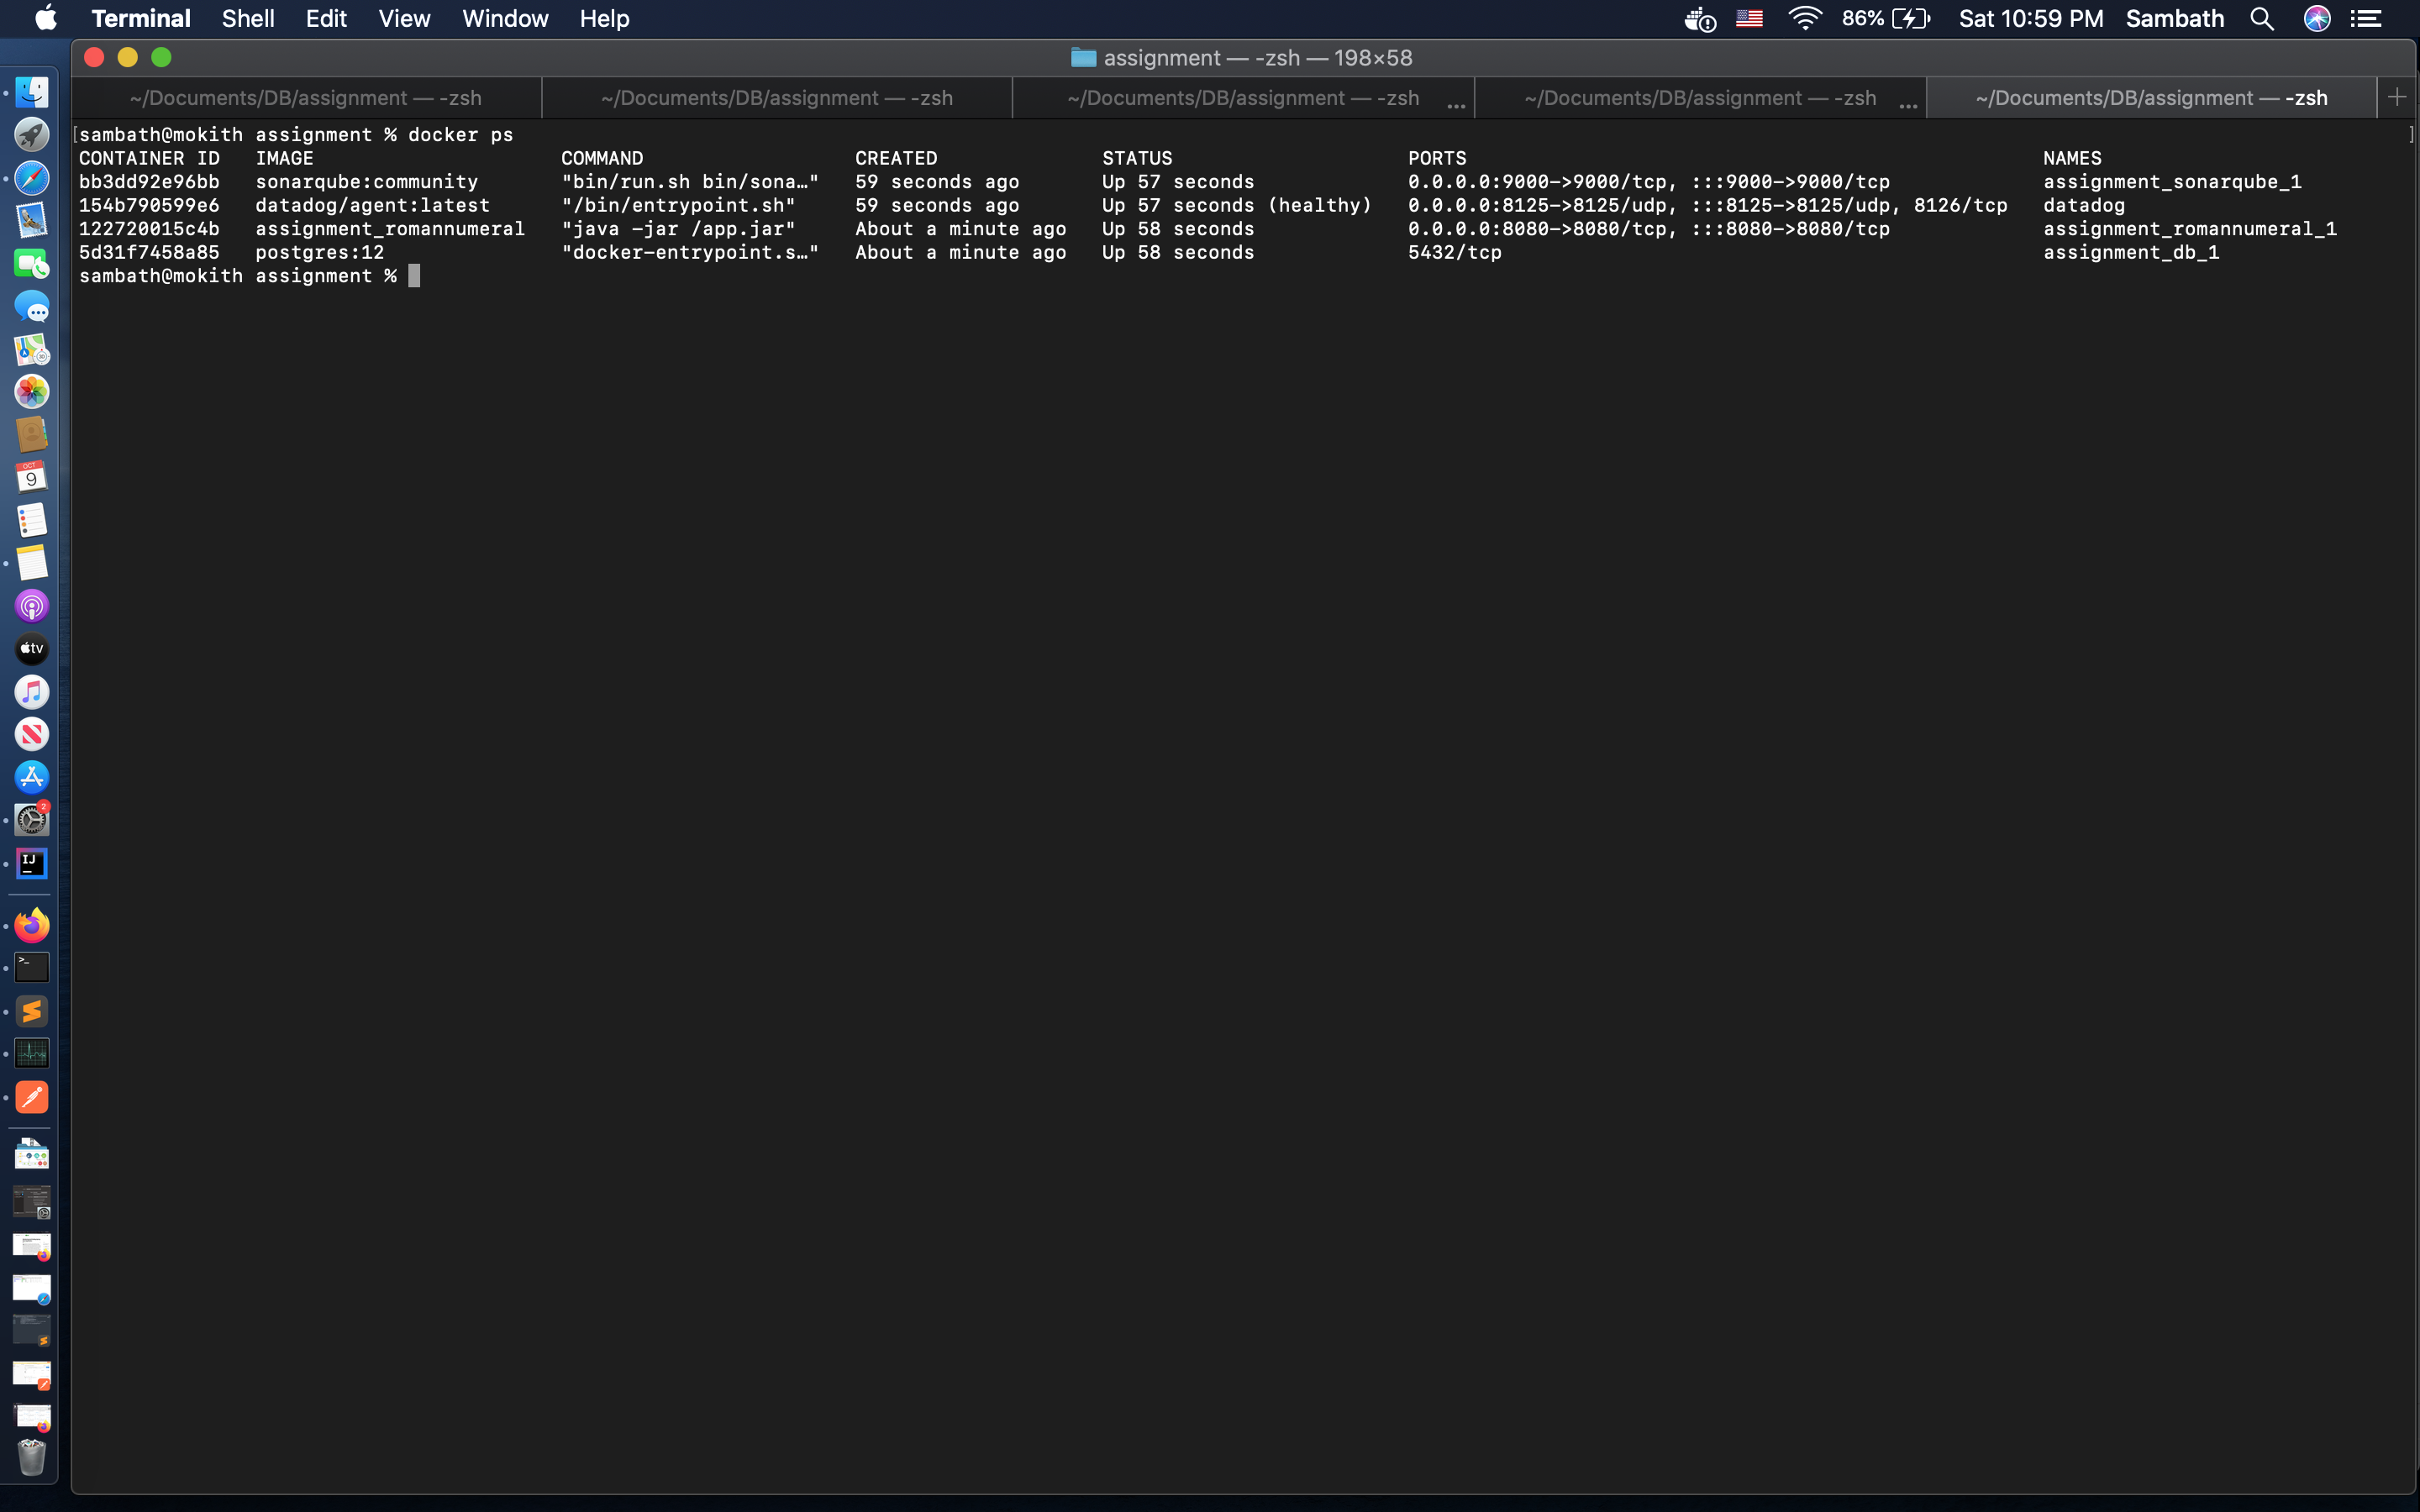 Terminal Shell Edit View Window Help 86% Sat 10:59 PM Sambath
assignment — -zsh — 198×58
~/Documents/DB/assignment — -zsh ~/Documents/DB/assignment — -zsh ~/Documents/DB/assignment — -zsh ... ~/Documents/DB/assignment — -zsh ... ~/Documents/DB/assignment — -zsh +
[sambath@mokith assignment % docker ps ]
CONTAINER ID IMAGE COMMAND CREATED STATUS PORTS NAMES
bb3dd92e96bb sonarqube:community "bin/run.sh bin/sona…" 59 seconds ago Up 57 seconds 0.0.0.0:9000->9000/tcp, :::9000->9000/tcp assignment_sonarqube_1
154b790599e6 datadog/agent:latest "/bin/entrypoint.sh" 59 seconds ago Up 57 seconds (healthy) 0.0.0.0:8125->8125/udp, :::8125->8125/udp, 8126/tcp datadog
122720015c4b assignment_romannumeral "java -jar /app.jar" About a minute ago Up 58 seconds 0.0.0.0:8080->8080/tcp, :::8080->8080/tcp assignment_romannumeral_1
5d31f7458a85 postgres:12 "docker-entrypoint.s…" About a minute ago Up 58 seconds 5432/tcp assignment_db_1
sambath@mokith assignment %
OCT
9
tv
2
IJ
>_